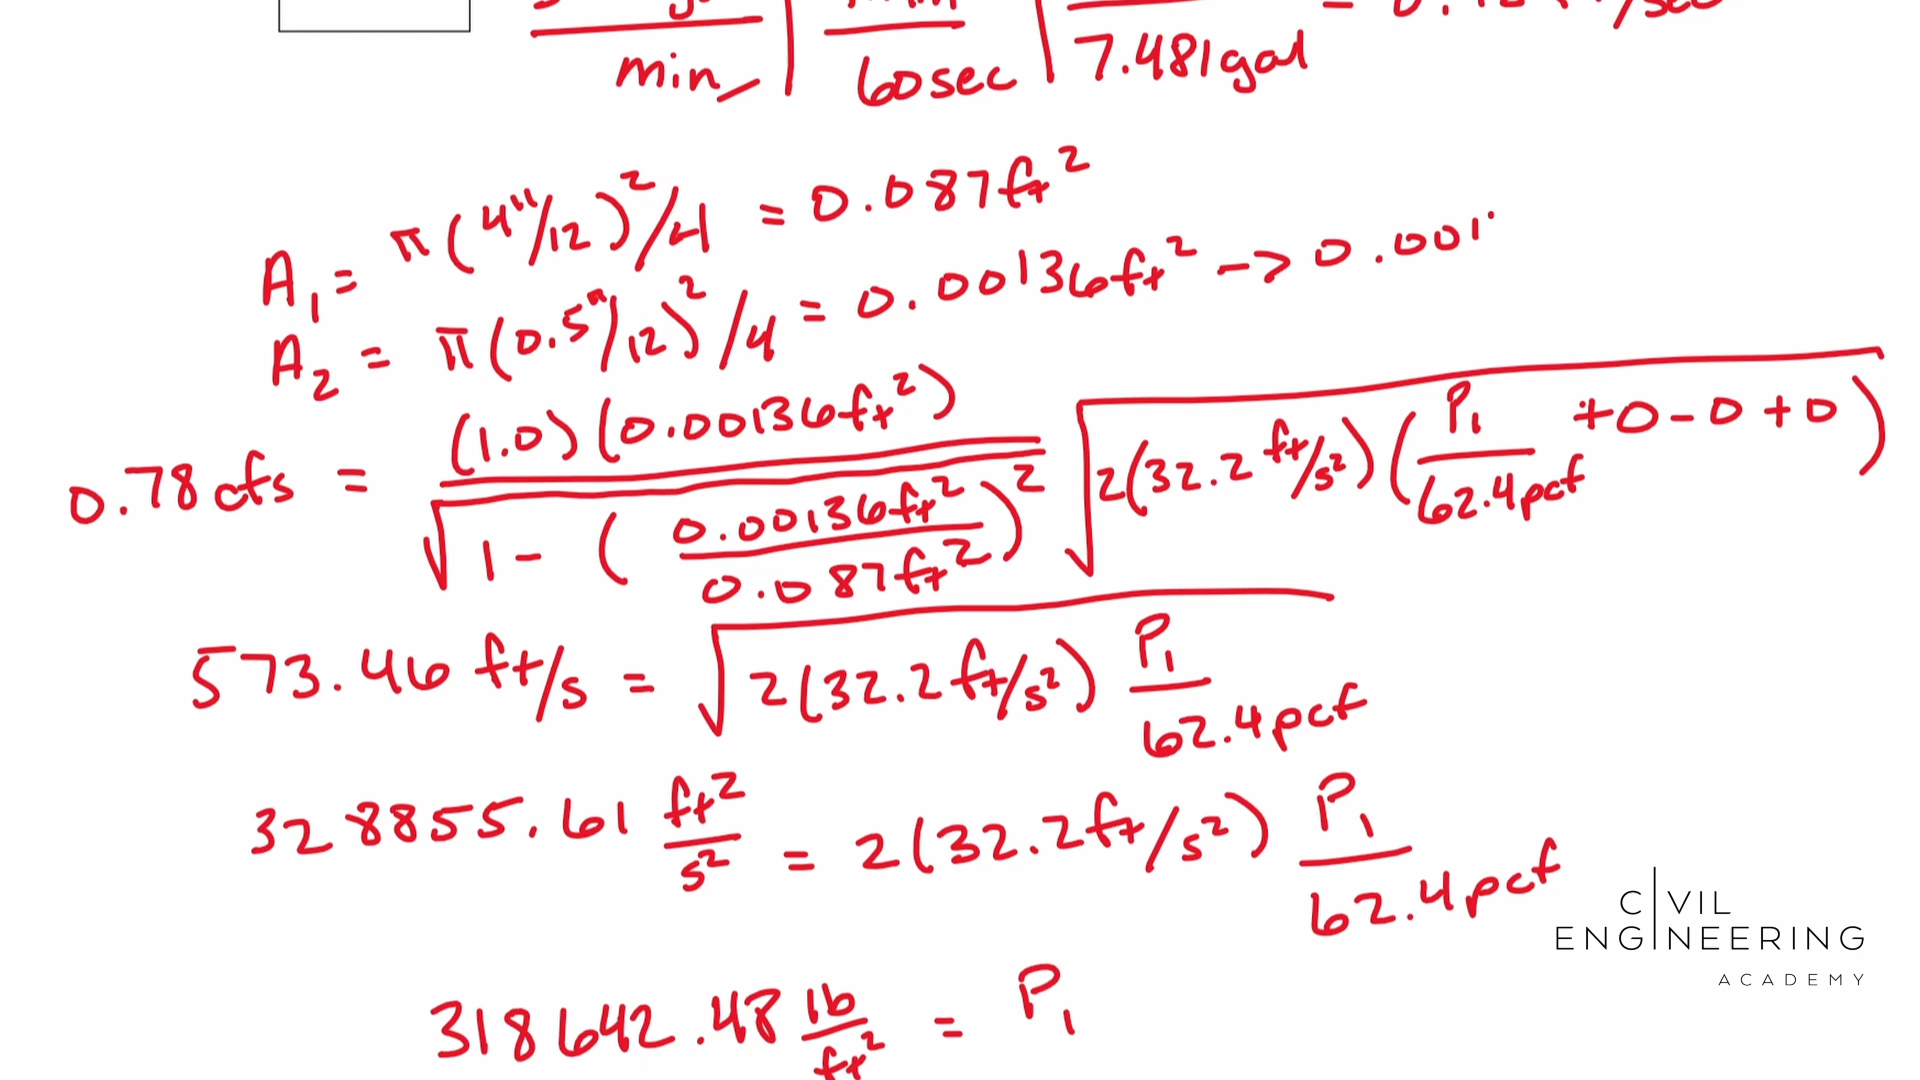 min 60sec 7.481gal
A₁ = π(4"/12)²/4 = 0.087ft²
A₂ = π(0.5"/12)²/4 = 0.00136ft² -> 0.001
0.78cfs = (1.0)(0.00136ft²) / √(1 - (0.00136ft² / 0.087ft²)²) √(2(32.2 ft/s²)(P₁/62.4pcf +0-0+0))
573.46 ft/s = √(2(32.2ft/s²) P₁/62.4pcf)
328855.61 ft²/s² = 2(32.2ft/s²) P₁/62.4pcf
318642.48 lb/ft² = P₁
CIVIL
ENGINEERING
ACADEMY